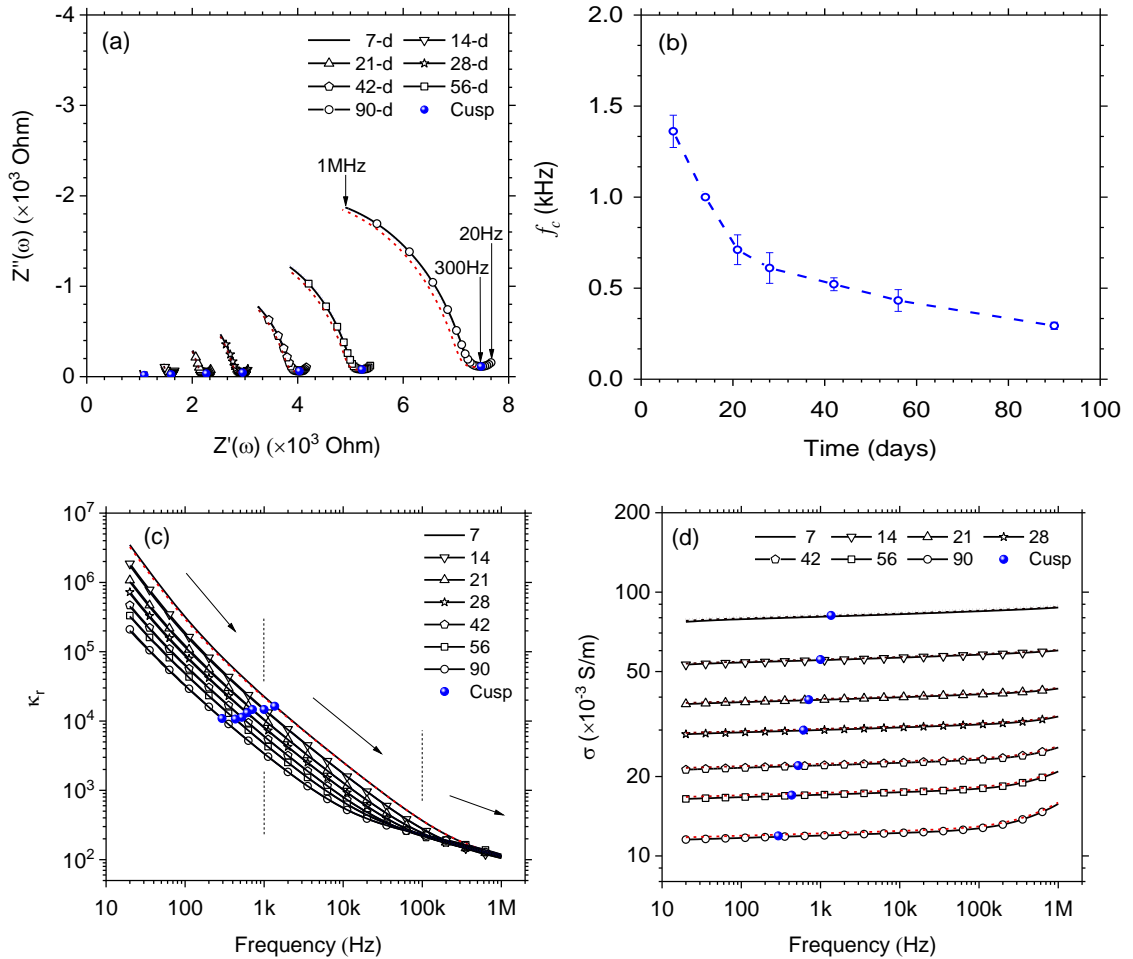 (a)
7-d 14-d
21-d 28-d
42-d 56-d
90-d Cusp
1MHz
20Hz
300Hz
-4
-3
-2
-1
0
0 2 4 6 8
Z''(ω) (×10³ Ohm)
Z'(ω) (×10³ Ohm)
(b)
2.0
1.5
1.0
0.5
0.0
0 20 40 60 80 100
f_c (kHz)
Time (days)
(c)
7
14
21
28
42
56
90
Cusp
10⁷
10⁶
10⁵
10⁴
10³
10²
10 100 1k 10k 100k 1M
κᵣ
Frequency (Hz)
(d)
7 14 21 28
42 56 90 Cusp
200
100
50
20
10
10 100 1k 10k 100k 1M
σ (×10⁻³ S/m)
Frequency (Hz)